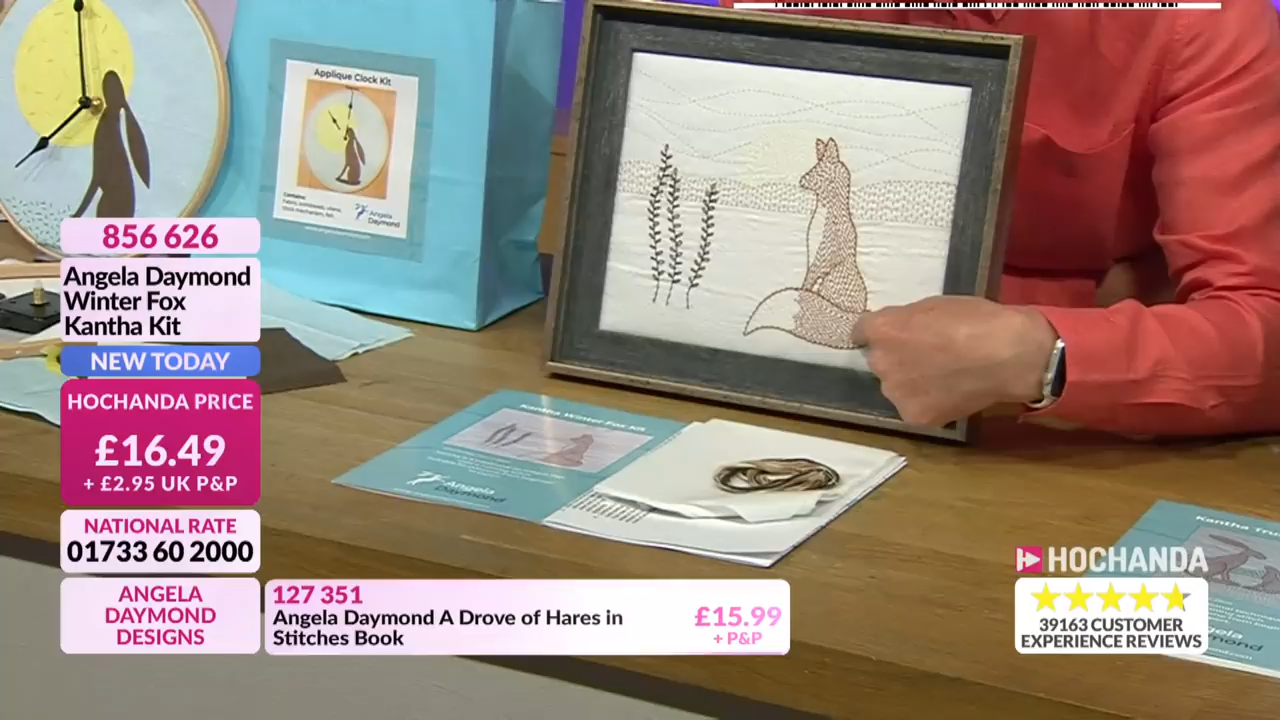 Applique Clock Kit
Contains:
Angela
Daymond
856 626
Angela Daymond
Winter Fox
Kantha Kit
NEW TODAY
HOCHANDA PRICE
£16.49
+ £2.95 UK P&P
NATIONAL RATE
01733 60 2000
ANGELA
DAYMOND
DESIGNS
127 351
Angela Daymond A Drove of Hares in
Stitches Book
£15.99
+ P&P
Kantha Winter Fox Kit
Angela
Daymond
HOCHANDA
39163 CUSTOMER
EXPERIENCE REVIEWS
Kantha